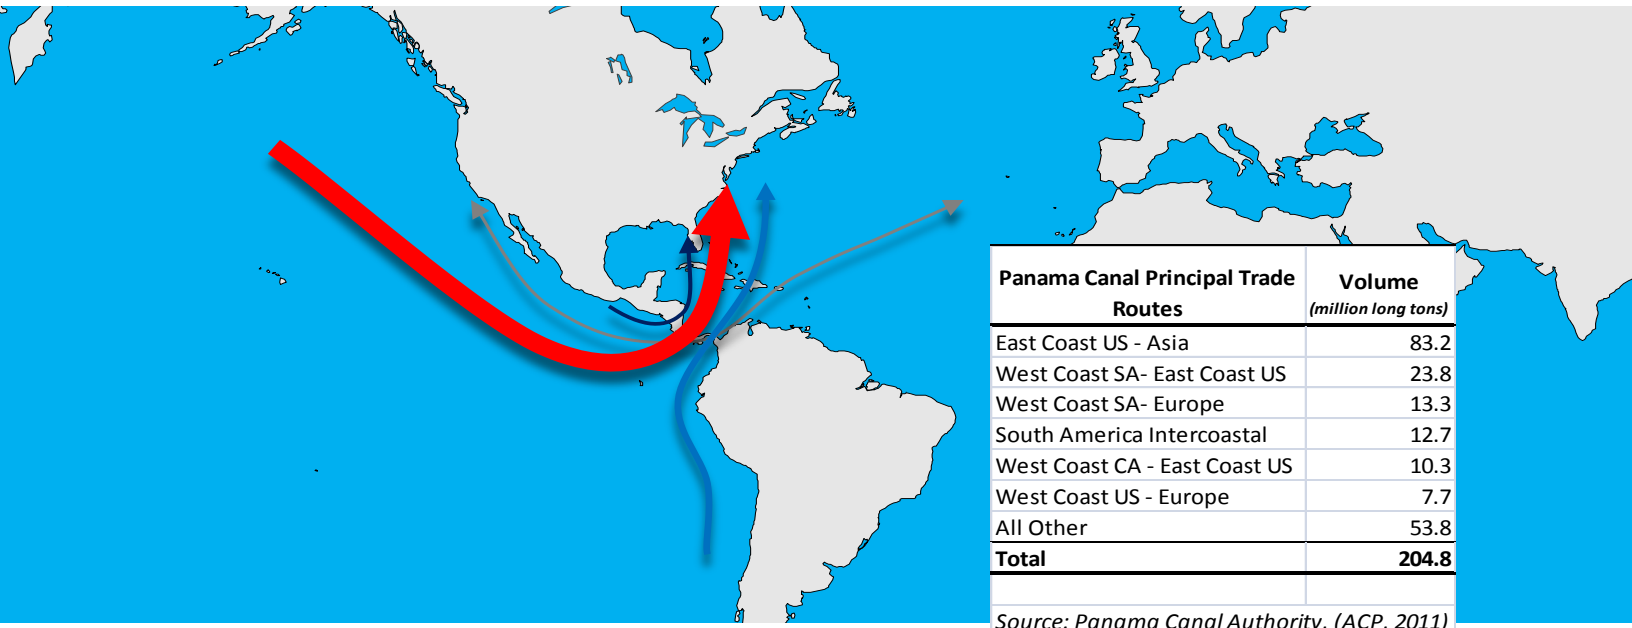 Panama Canal Principal Trade Routes
Volume
(million long tons)
East Coast US - Asia 83.2
West Coast SA- East Coast US 23.8
West Coast SA- Europe 13.3
South America Intercoastal 12.7
West Coast CA - East Coast US 10.3
West Coast US - Europe 7.7
All Other 53.8
Total 204.8
Source: Panama Canal Authority. (ACP, 2011)